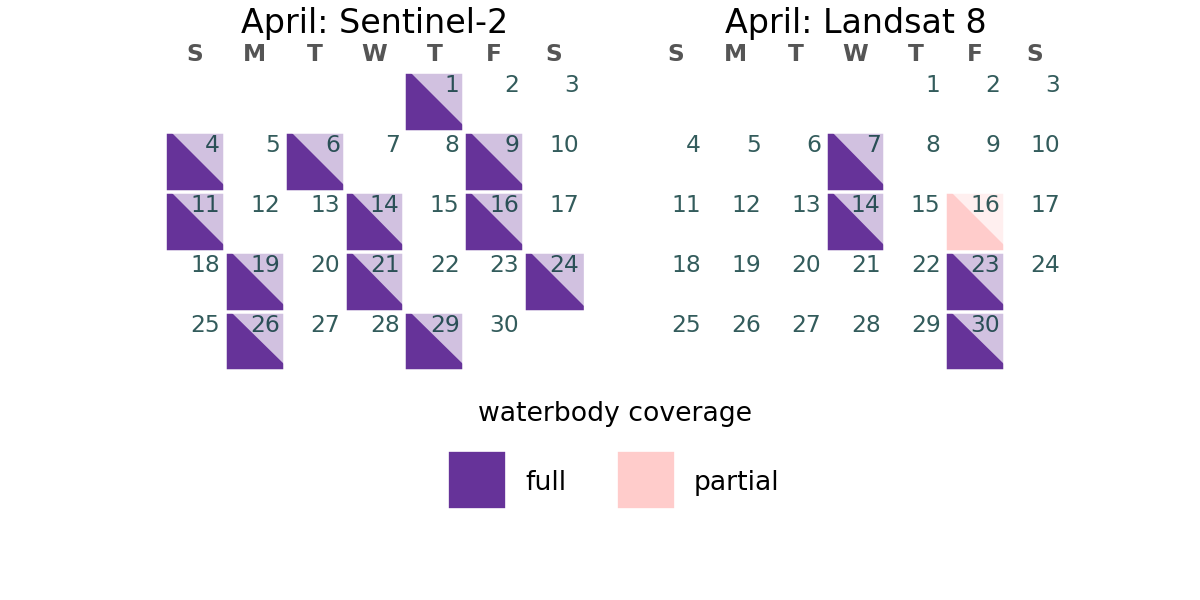 April: Sentinel-2
S M T W T F S
1 2 3
4 5 6 7 8 9 10
11 12 13 14 15 16 17
18 19 20 21 22 23 24
25 26 27 28 29 30
April: Landsat 8
S M T W T F S
1 2 3
4 5 6 7 8 9 10
11 12 13 14 15 16 17
18 19 20 21 22 23 24
25 26 27 28 29 30
waterbody coverage
full partial